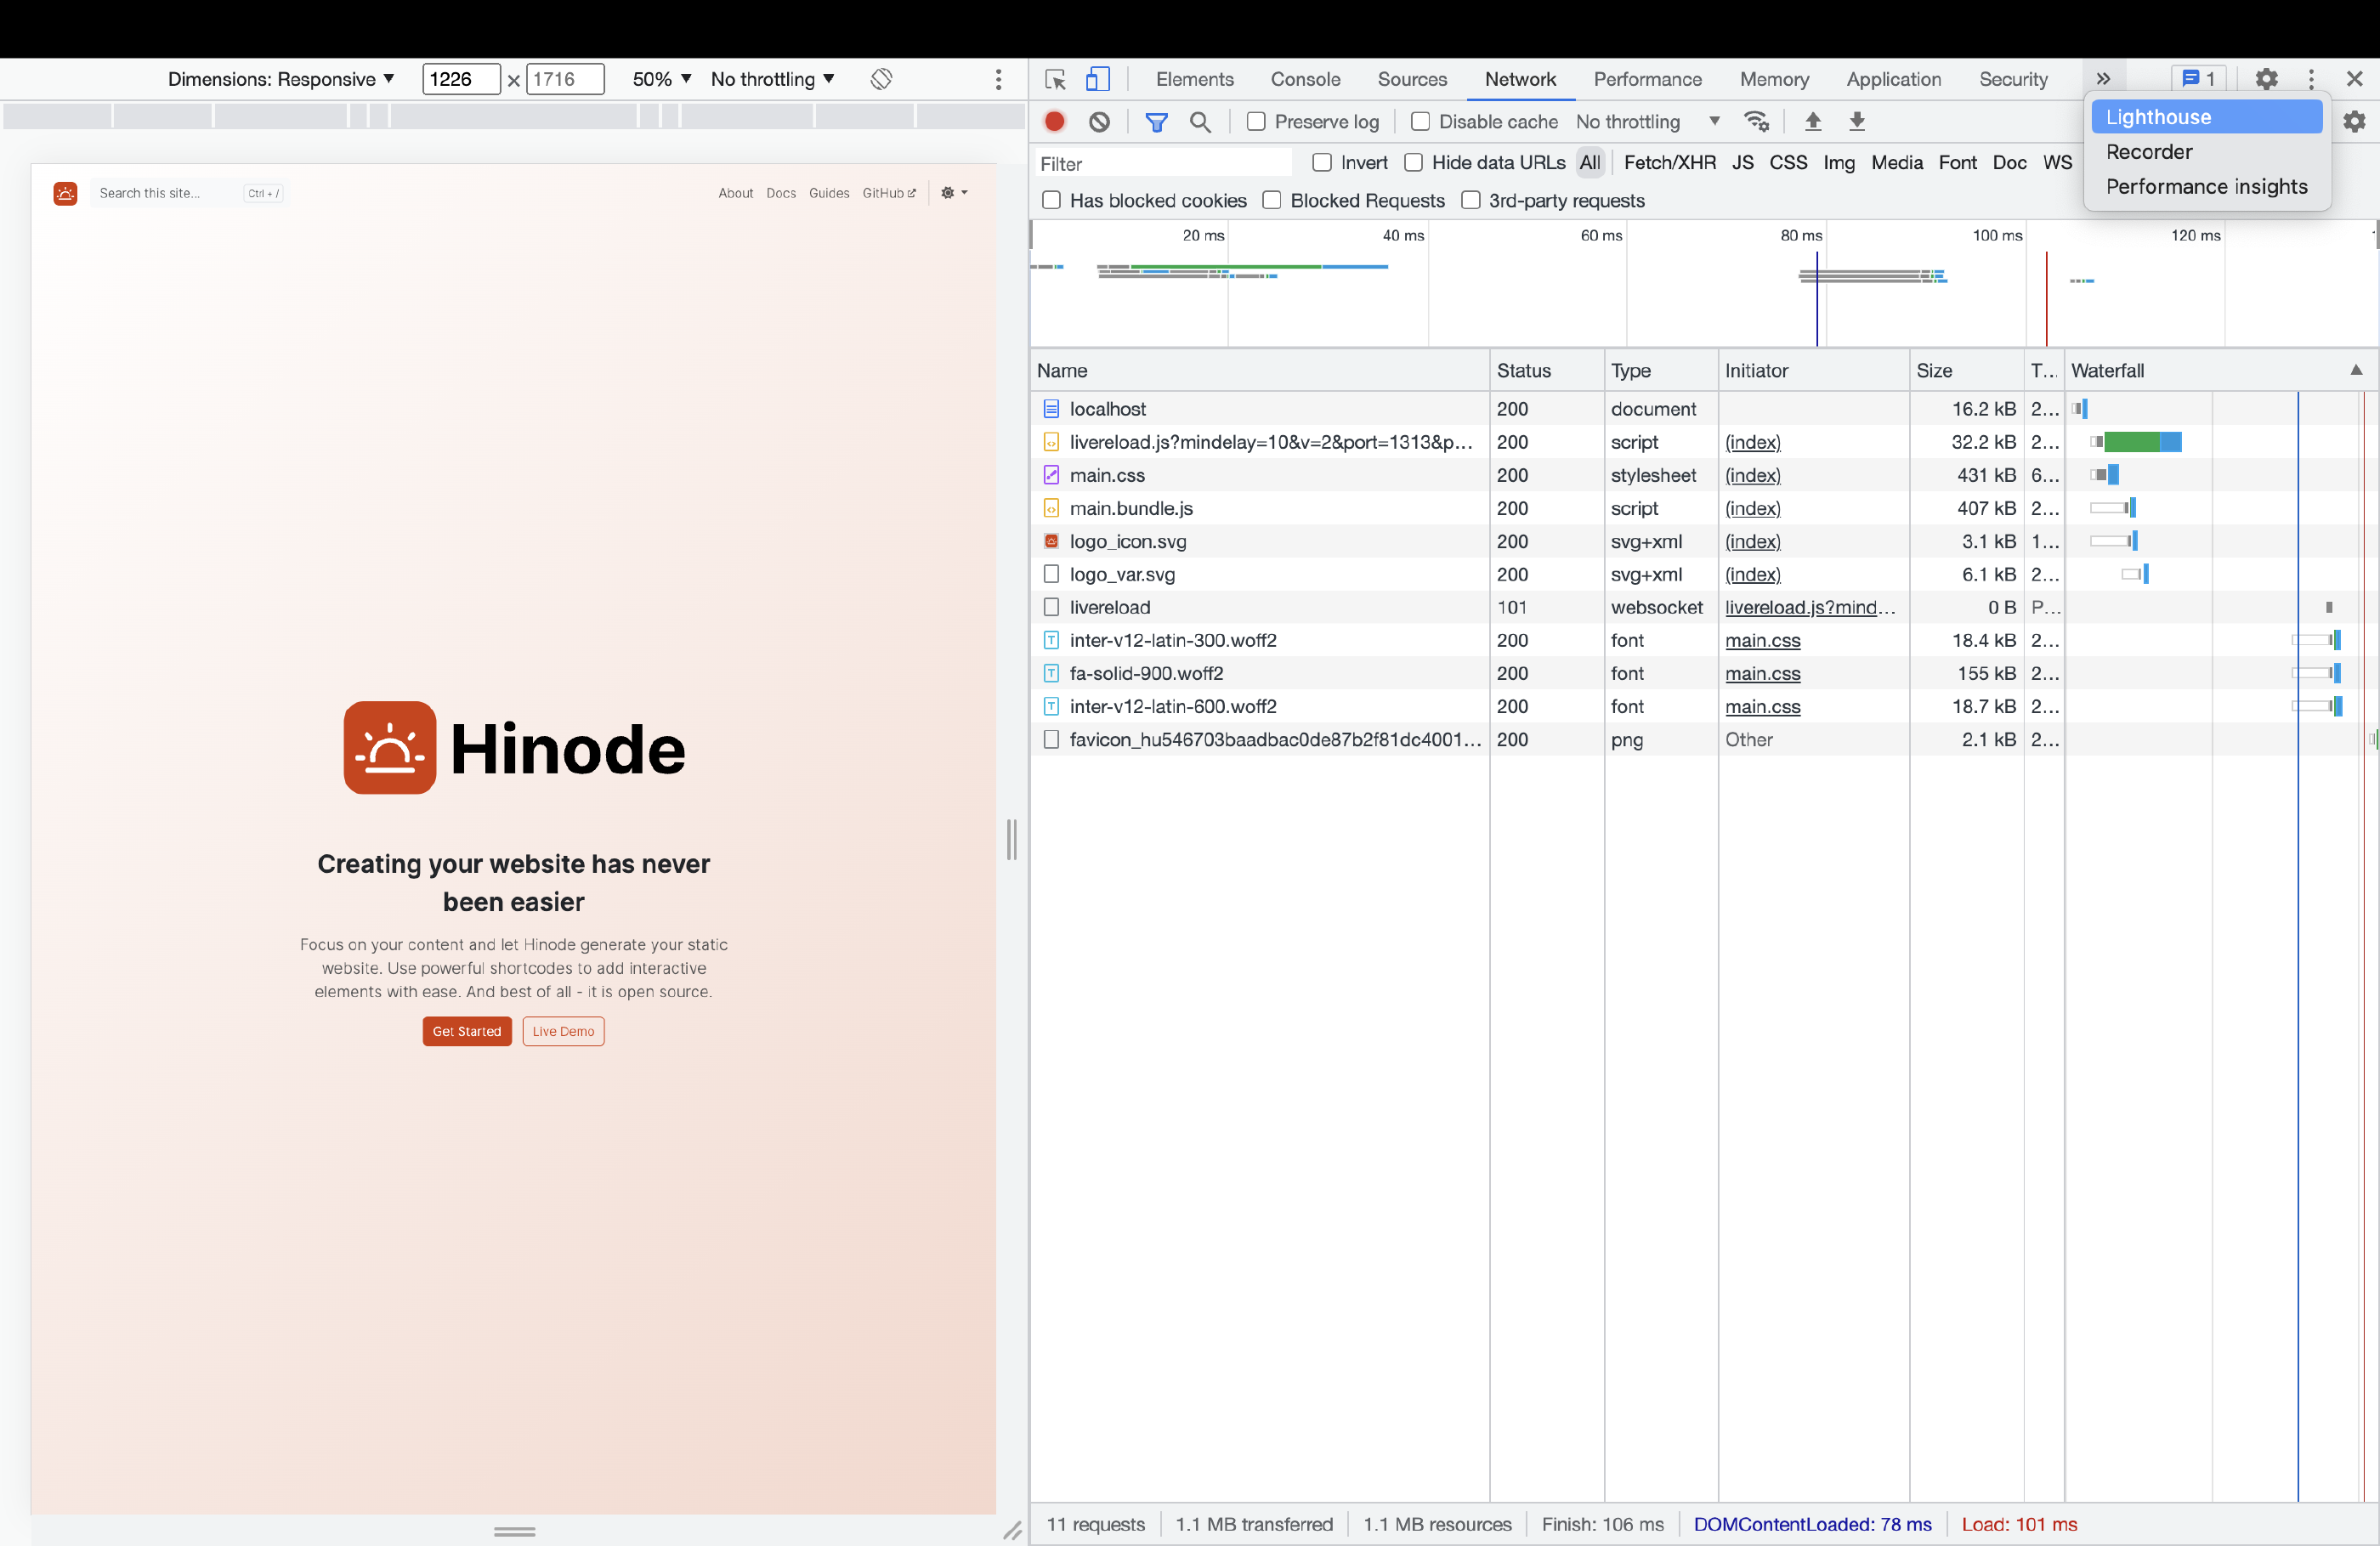 Dimensions: Responsive ▼ 1226 × 1716 50% ▼ No throttling ▼
Search this site... Ctrl + / About Docs Guides GitHub
Hinode
Creating your website has never
been easier
Focus on your content and let Hinode generate your static
website. Use powerful shortcodes to add interactive
elements with ease. And best of all - it is open source.
Get Started Live Demo
Elements Console Sources Network Performance Memory Application Security » 1
Lighthouse
Recorder
Performance insights
Preserve log Disable cache No throttling ▼
Filter Invert Hide data URLs All Fetch/XHR JS CSS Img Media Font Doc WS
Has blocked cookies Blocked Requests 3rd-party requests
20 ms 40 ms 60 ms 80 ms 100 ms 120 ms
Name Status Type Initiator Size T... Waterfall ▲
localhost 200 document 16.2 kB 2...
livereload.js?mindelay=10&v=2&port=1313&p... 200 script (index) 32.2 kB 2...
main.css 200 stylesheet (index) 431 kB 6...
main.bundle.js 200 script (index) 407 kB 2...
logo_icon.svg 200 svg+xml (index) 3.1 kB 1...
logo_var.svg 200 svg+xml (index) 6.1 kB 2...
livereload 101 websocket livereload.js?mind... 0 B P...
inter-v12-latin-300.woff2 200 font main.css 18.4 kB 2...
fa-solid-900.woff2 200 font main.css 155 kB 2...
inter-v12-latin-600.woff2 200 font main.css 18.7 kB 2...
favicon_hu546703baadbac0de87b2f81dc4001... 200 png Other 2.1 kB 2...
11 requests 1.1 MB transferred 1.1 MB resources Finish: 106 ms DOMContentLoaded: 78 ms Load: 101 ms